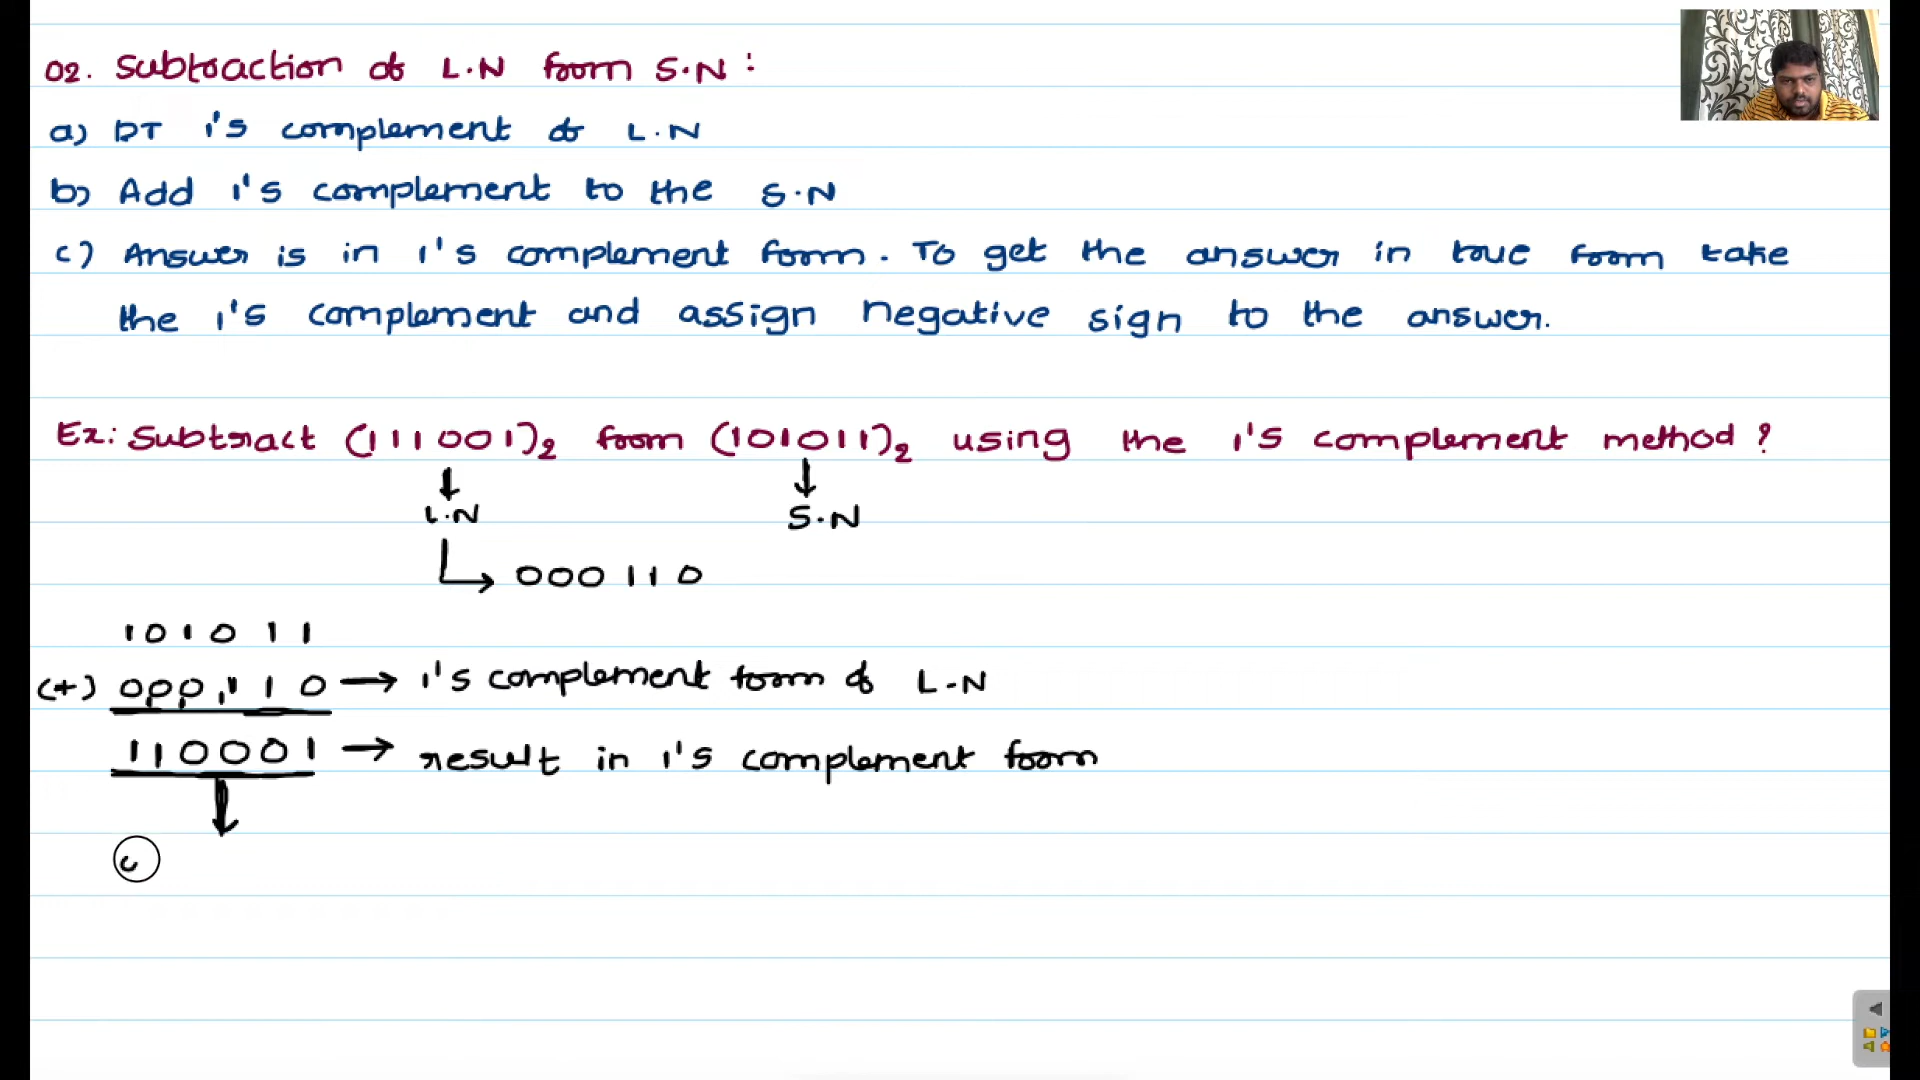 02. Subtraction of L.N from S.N :
a) DT 1's complement of L.N
b) Add 1's complement to the S.N
c) Answer is in 1's complement form. To get the answer in true form take
the 1's complement and assign negative sign to the answer.
Ex: Subtract (111001)2 from (101011)2 using the 1's complement method ?
↓ ↓
L.N S.N
→ 000110
101011
(+) 000110 → 1's complement form of L.N
110001 → result in 1's complement form
↓